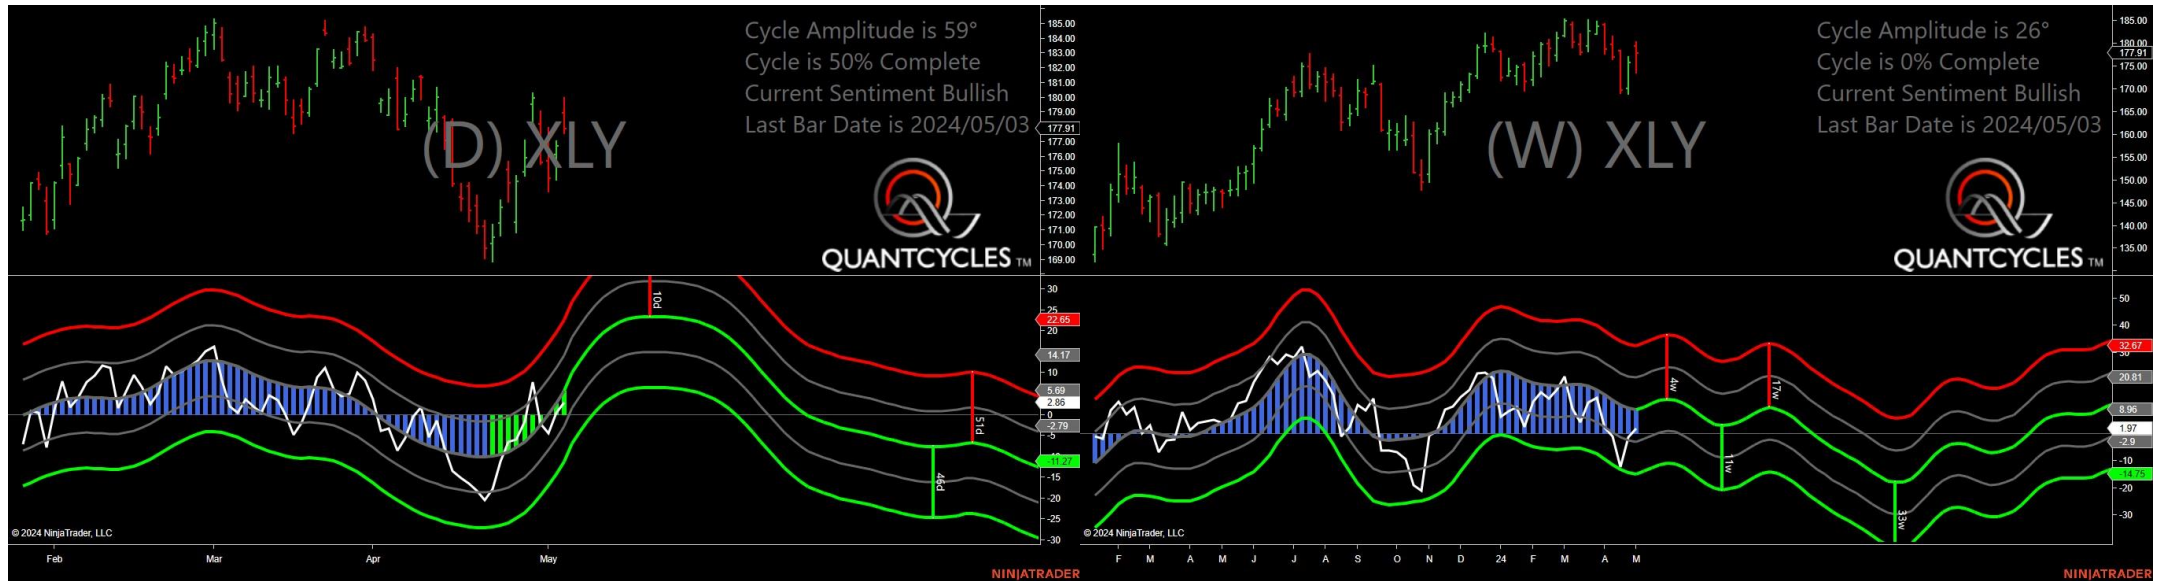 Cycle Amplitude is 59°
Cycle is 50% Complete
Current Sentiment Bullish
Last Bar Date is 2024/05/03
(D) XLY
QUANTCYCLES TM
185.00
184.00
183.00
182.00
181.00
180.00
179.00
177.91
177.00
176.00
175.00
174.00
173.00
172.00
171.00
170.00
169.00
10d
46d
51d
30
25
22.65
20
14.17
10
5.69
2.86
0
-2.79
-5
-11.27
-15
-20
-25
-30
© 2024 NinjaTrader, LLC
Feb Mar Apr May
NINJATRADER
Cycle Amplitude is 26°
Cycle is 0% Complete
Current Sentiment Bullish
Last Bar Date is 2024/05/03
(W) XLY
QUANTCYCLES TM
185.00
180.00
177.91
175.00
170.00
165.00
160.00
155.00
150.00
145.00
140.00
135.00
4w
11w
17w
33w
50
40
32.67
20.81
8.96
1.97
-2.9
-10
-14.75
-20
-30
© 2024 NinjaTrader, LLC
F M A M J J A S O N D 24 F M A M
NINJATRADER